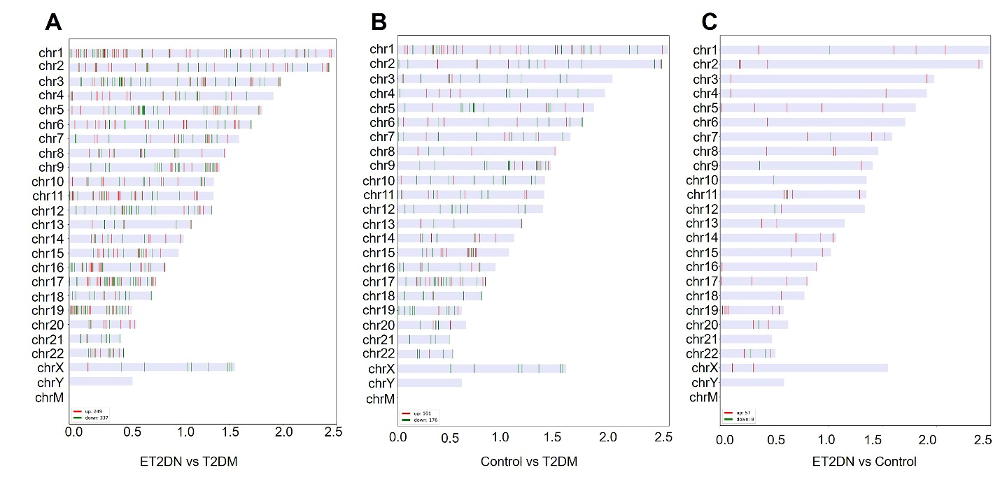 A
chr1
chr2
chr3
chr4
chr5
chr6
chr7
chr8
chr9
chr10
chr11
chr12
chr13
chr14
chr15
chr16
chr17
chr18
chr19
chr20
chr21
chr22
chrX
chrY
chrM
up: 249
down: 337
0.0 0.5 1.0 1.5 2.0 2.5
ET2DN vs T2DM
B
chr1
chr2
chr3
chr4
chr5
chr6
chr7
chr8
chr9
chr10
chr11
chr12
chr13
chr14
chr15
chr16
chr17
chr18
chr19
chr20
chr21
chr22
chrX
chrY
chrM
up: 101
down: 176
0.0 0.5 1.0 1.5 2.0 2.5
Control vs T2DM
C
chr1
chr2
chr3
chr4
chr5
chr6
chr7
chr8
chr9
chr10
chr11
chr12
chr13
chr14
chr15
chr16
chr17
chr18
chr19
chr20
chr21
chr22
chrX
chrY
chrM
up: 57
down: 9
0.0 0.5 1.0 1.5 2.0 2.5
ET2DN vs Control